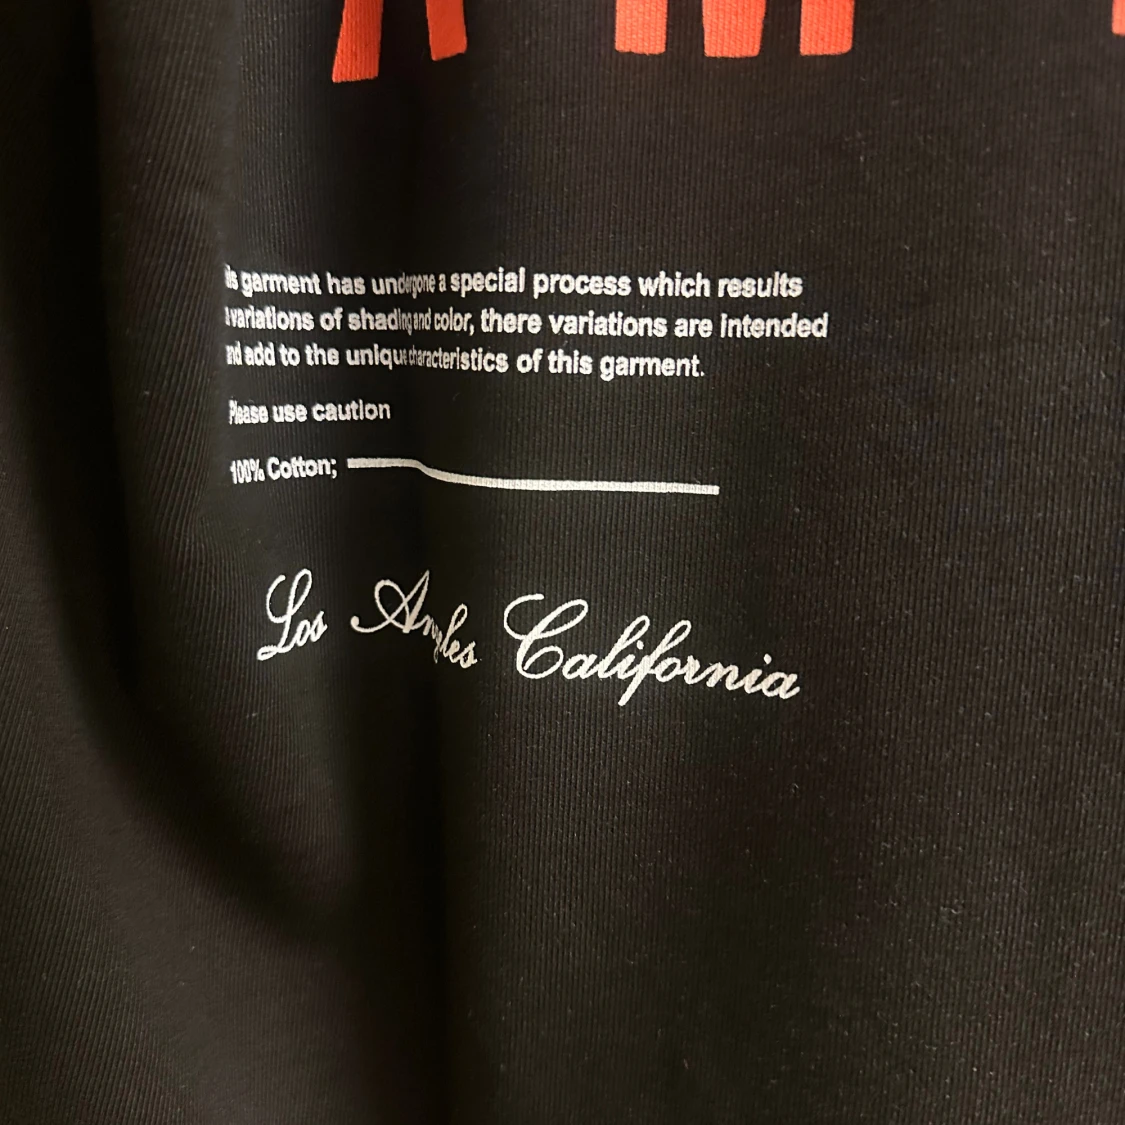 garment has undergone a special process which results
variations of shading and color, there variations are intended
and add to the unique characteristics of this garment.
Please use caution
100% Cotton;
Los Angeles California